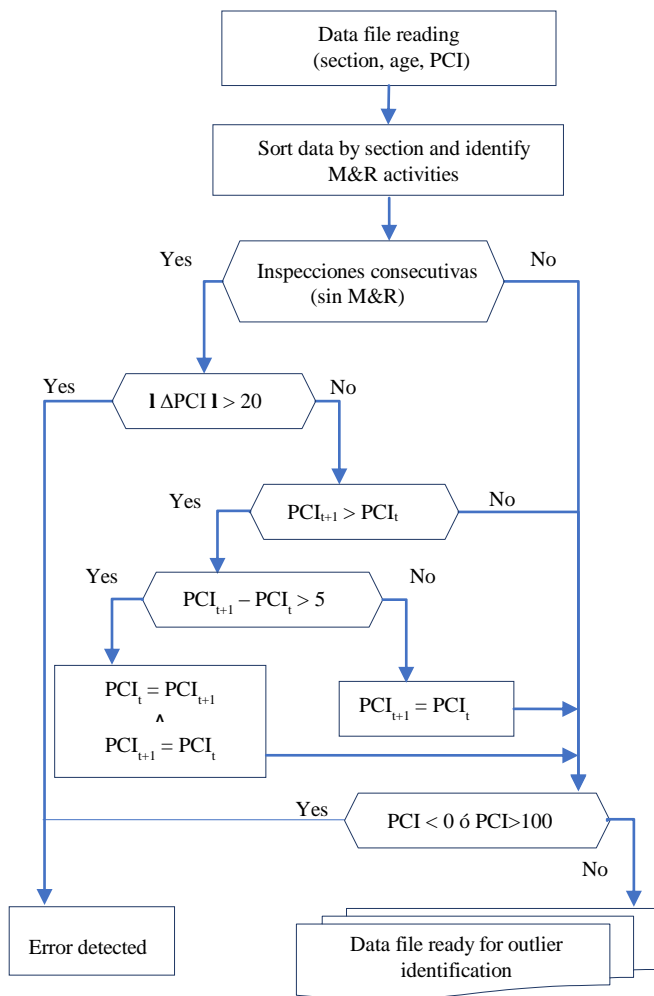 Data file reading
(section, age, PCI)
Sort data by section and identify
M&R activities
Yes
No
Inspecciones consecutivas
(sin M&R)
Yes
No
l ΔPCI l > 20
Yes
No
PCIₜ₊₁ > PCIₜ
Yes
No
PCIₜ₊₁ – PCIₜ > 5
PCIₜ = PCIₜ₊₁
^
PCIₜ₊₁ = PCIₜ
PCIₜ₊₁ = PCIₜ
Yes
PCI < 0 ó PCI>100
No
Error detected
Data file ready for outlier
identification